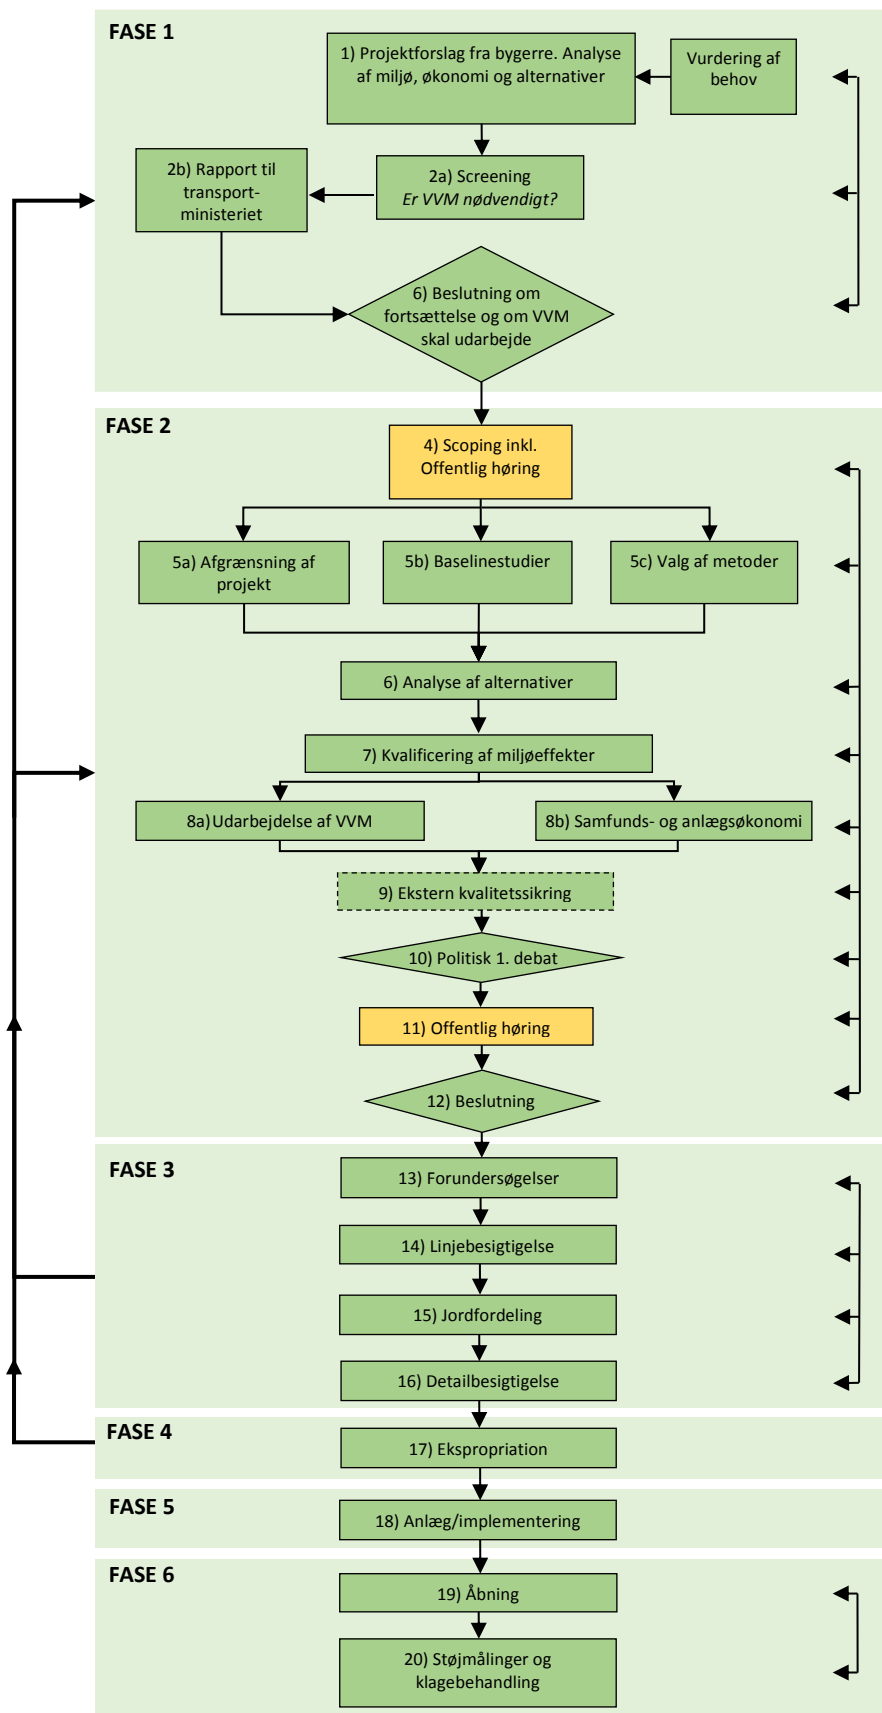 FASE 1
1) Projektforslag fra bygerre. Analyse
af miljø, økonomi og alternativer
Vurdering af
behov
2b) Rapport til
transport-
ministeriet
2a) Screening
Er VVM nødvendigt?
6) Beslutning om
fortsættelse og om VVM
skal udarbejde
FASE 2
4) Scoping inkl.
Offentlig høring
5a) Afgrænsning af
projekt
5b) Baselinestudier
5c) Valg af metoder
6) Analyse af alternativer
7) Kvalificering af miljøeffekter
8a) Udarbejdelse af VVM
8b) Samfunds- og anlægsøkonomi
9) Ekstern kvalitetssikring
10) Politisk 1. debat
11) Offentlig høring
12) Beslutning
FASE 3
13) Forundersøgelser
14) Linjebesigtigelse
15) Jordfordeling
16) Detailbesigtigelse
FASE 4
17) Ekspropriation
FASE 5
18) Anlæg/implementering
FASE 6
19) Åbning
20) Støjmålinger og
klagebehandling